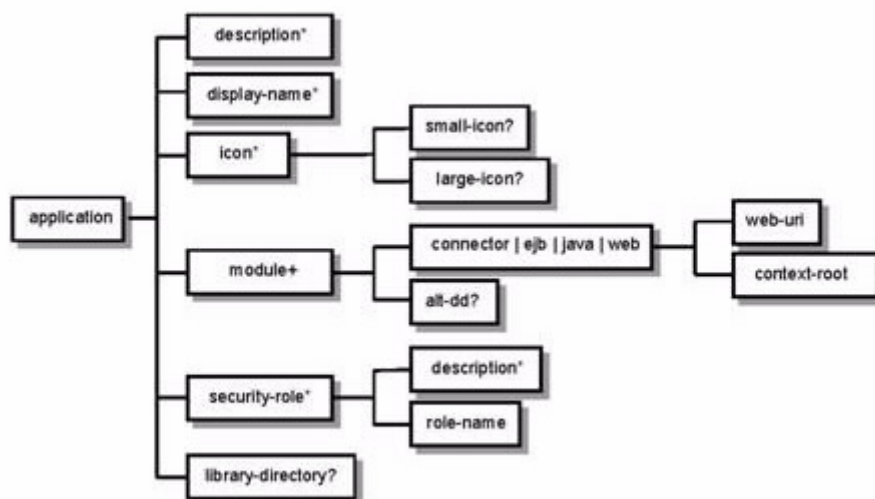 description*
display-name*
icon*
small-icon?
large-icon?
application
module+
connector | ejb | java | web
alt-dd?
web-uri
context-root
security-role*
description*
role-name
library-directory?